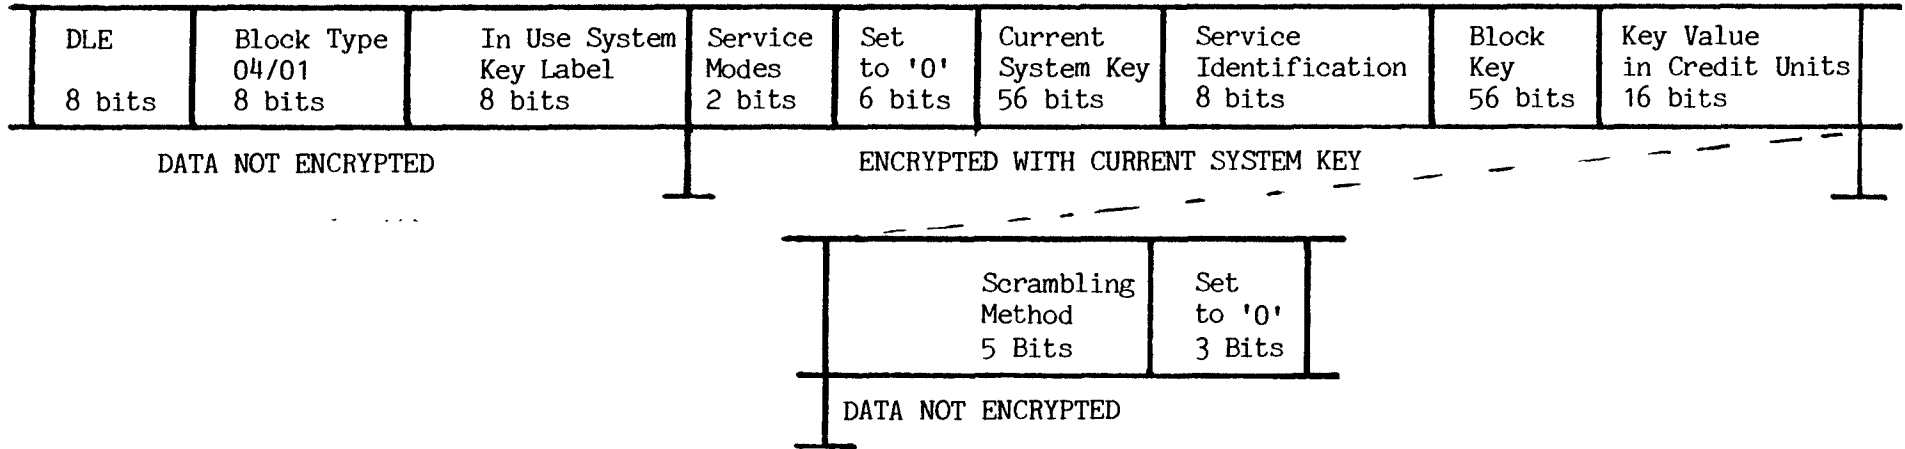 DLE
8 bits
Block Type
04/01
8 bits
In Use System
Key Label
8 bits
Service
Modes
2 bits
Set
to '0'
6 bits
Current
System Key
56 bits
Service
Identification
8 bits
Block
Key
56 bits
Key Value
in Credit Units
16 bits
DATA NOT ENCRYPTED
ENCRYPTED WITH CURRENT SYSTEM KEY
Scrambling
Method
5 Bits
Set
to '0'
3 Bits
DATA NOT ENCRYPTED